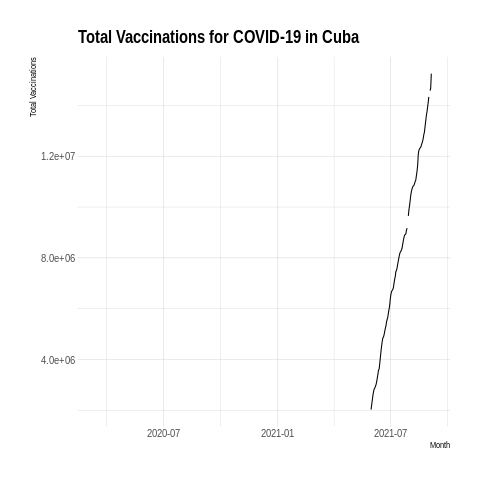 Total Vaccinations for COVID-19 in Cuba
Total Vaccinations
1.2e+07
8.0e+06
4.0e+06
2020-07
2021-01
2021-07
Month